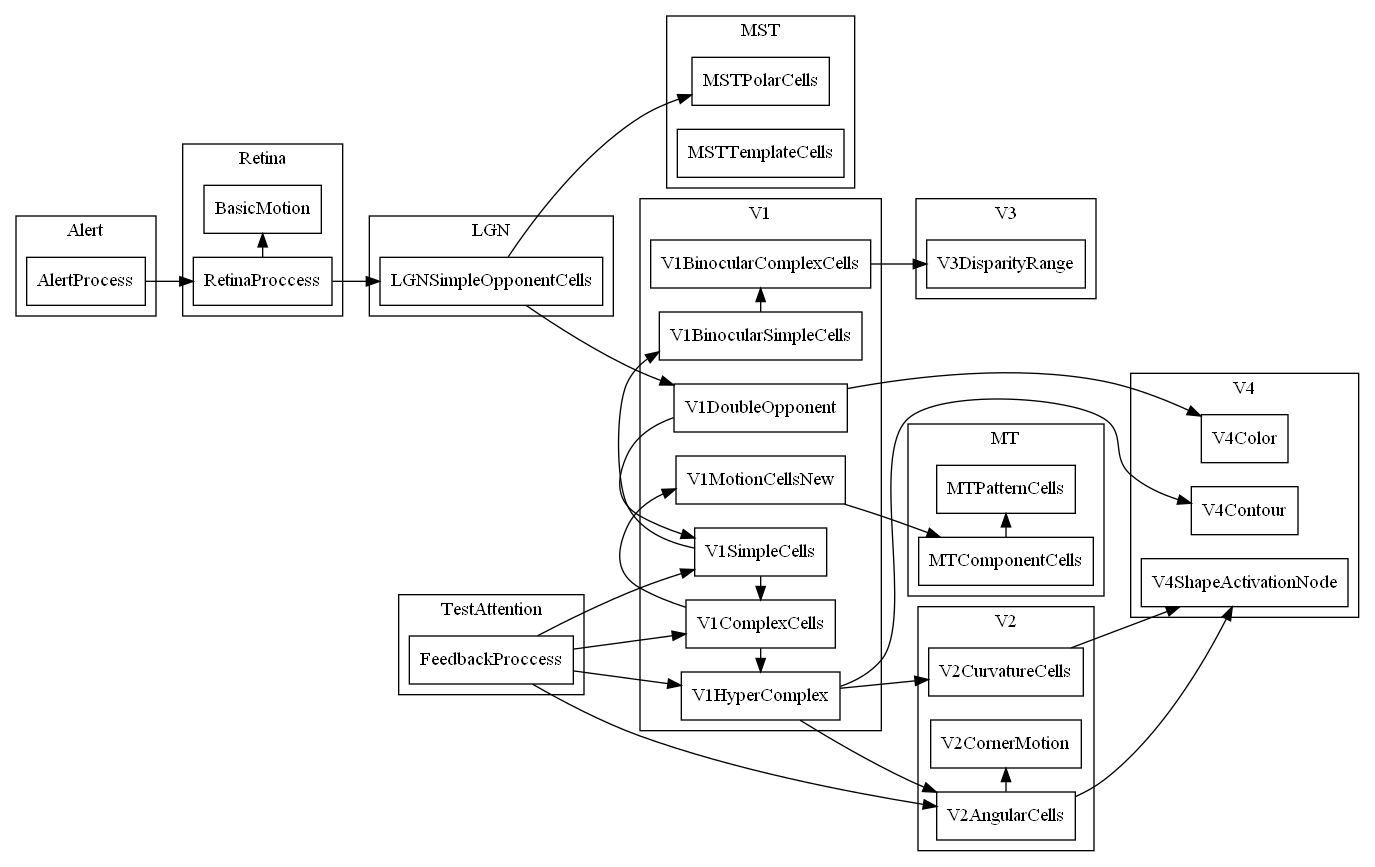 MST
MSTPolarCells
MSTTemplateCells
Retina
BasicMotion
RetinaProccess
Alert
AlertProcess
LGN
LGNSimpleOpponentCells
V1
V1BinocularComplexCells
V1BinocularSimpleCells
V1DoubleOpponent
V1MotionCellsNew
V1SimpleCells
V1ComplexCells
V1HyperComplex
V3
V3DisparityRange
MT
MTPatternCells
MTComponentCells
V4
V4Color
V4Contour
V4ShapeActivationNode
TestAttention
FeedbackProccess
V2
V2CurvatureCells
V2CornerMotion
V2AngularCells